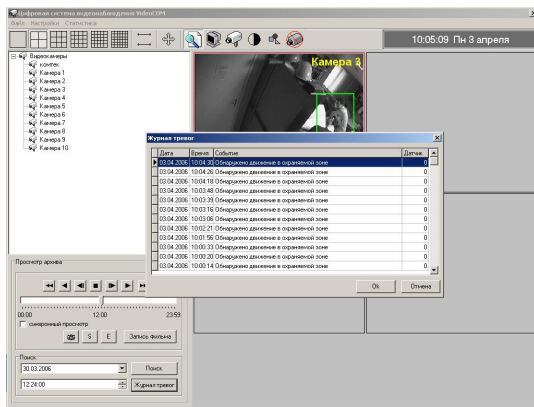 Цифровая система видеонаблюдения VideoCOM
Файл Настройки Статистика
10:05:09 Пн 3 апреля
Видеокамеры
контек
Камера 1
Камера 2
Камера 3
Камера 4
Камера 5
Камера 6
Камера 7
Камера 8
Камера 9
Камера 10
Камера 3
Журнал тревог
Дата Время Событие Датчик
03.04.2006 10:04:30 Обнаружено движение в охраняемой зоне 0
03.04.2006 10:04:26 Обнаружено движение в охраняемой зоне 0
03.04.2006 10:04:18 Обнаружено движение в охраняемой зоне 0
03.04.2006 10:03:48 Обнаружено движение в охраняемой зоне 0
03.04.2006 10:03:39 Обнаружено движение в охраняемой зоне 0
03.04.2006 10:03:16 Обнаружено движение в охраняемой зоне 0
03.04.2006 10:03:06 Обнаружено движение в охраняемой зоне 0
03.04.2006 10:02:21 Обнаружено движение в охраняемой зоне 0
03.04.2006 10:01:56 Обнаружено движение в охраняемой зоне 0
03.04.2006 10:00:33 Обнаружено движение в охраняемой зоне 0
03.04.2006 10:00:20 Обнаружено движение в охраняемой зоне 0
03.04.2006 10:00:14 Обнаружено движение в охраняемой зоне 0
Ok Отмена
Просмотр архива
00:00 12:00 23:59
синхронный просмотр
S E Запись Фильма
Поиск
30.03.2006 Поиск
12:24:00 Журнал тревог